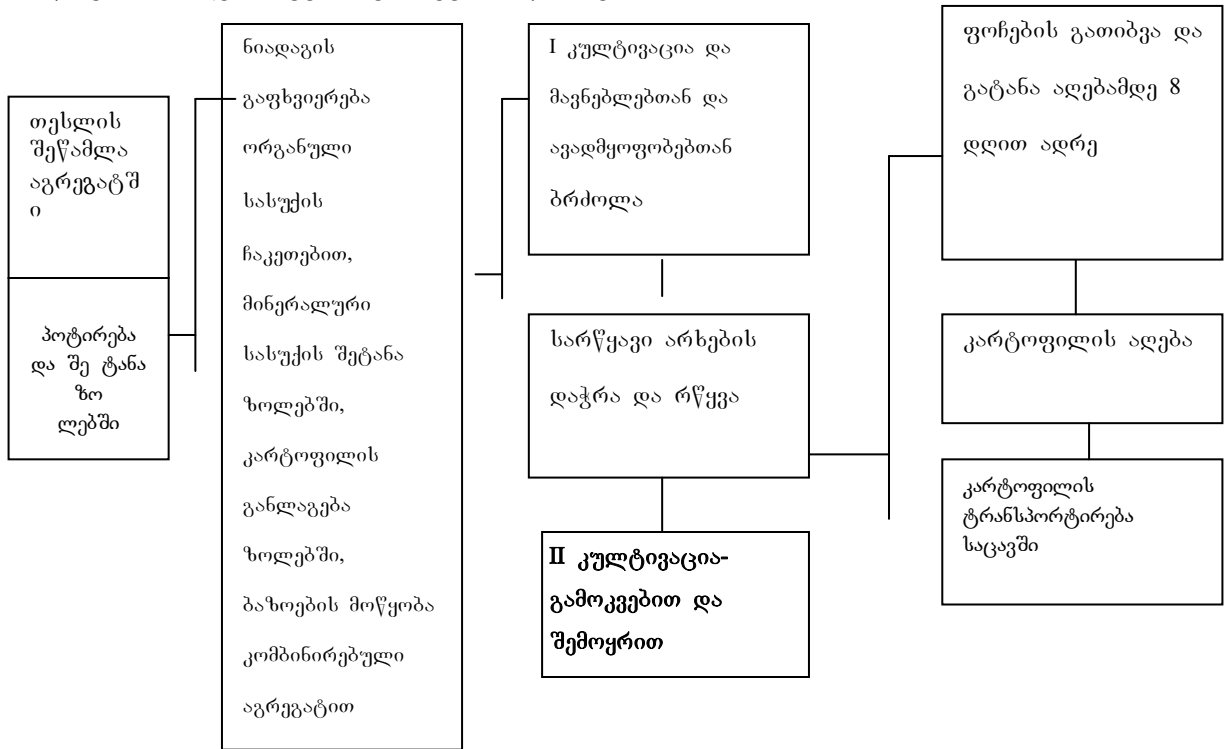 თესლის
შეწამლა
აგრეგატშ
ი
პოტირება
და შე ტანა
ზო
ლებში
ნიადაგის
გაფხვიერება
ორგანული
სასუქის
ჩაკეთებით,
მინერალური
სასუქის შეტანა
ზოლებში,
კარტოფილის
განლაგება
ზოლებში,
ბაზოების მოწყობა
კომბინირებული
აგრეგატით
I კულტივაცია და
მავნებლებთან და
ავადმყოფობებთან
ბრძოლა
სარწყავი არხების
დაჭრა და რწყვა
II კულტივაცია-
გამოკვებით და
შემოყრით
ფოჩების გათიბვა და
გატანა აღებამდე 8
დღით ადრე
კარტოფილის აღება
კარტოფილის
ტრანსპორტირება
საცავში